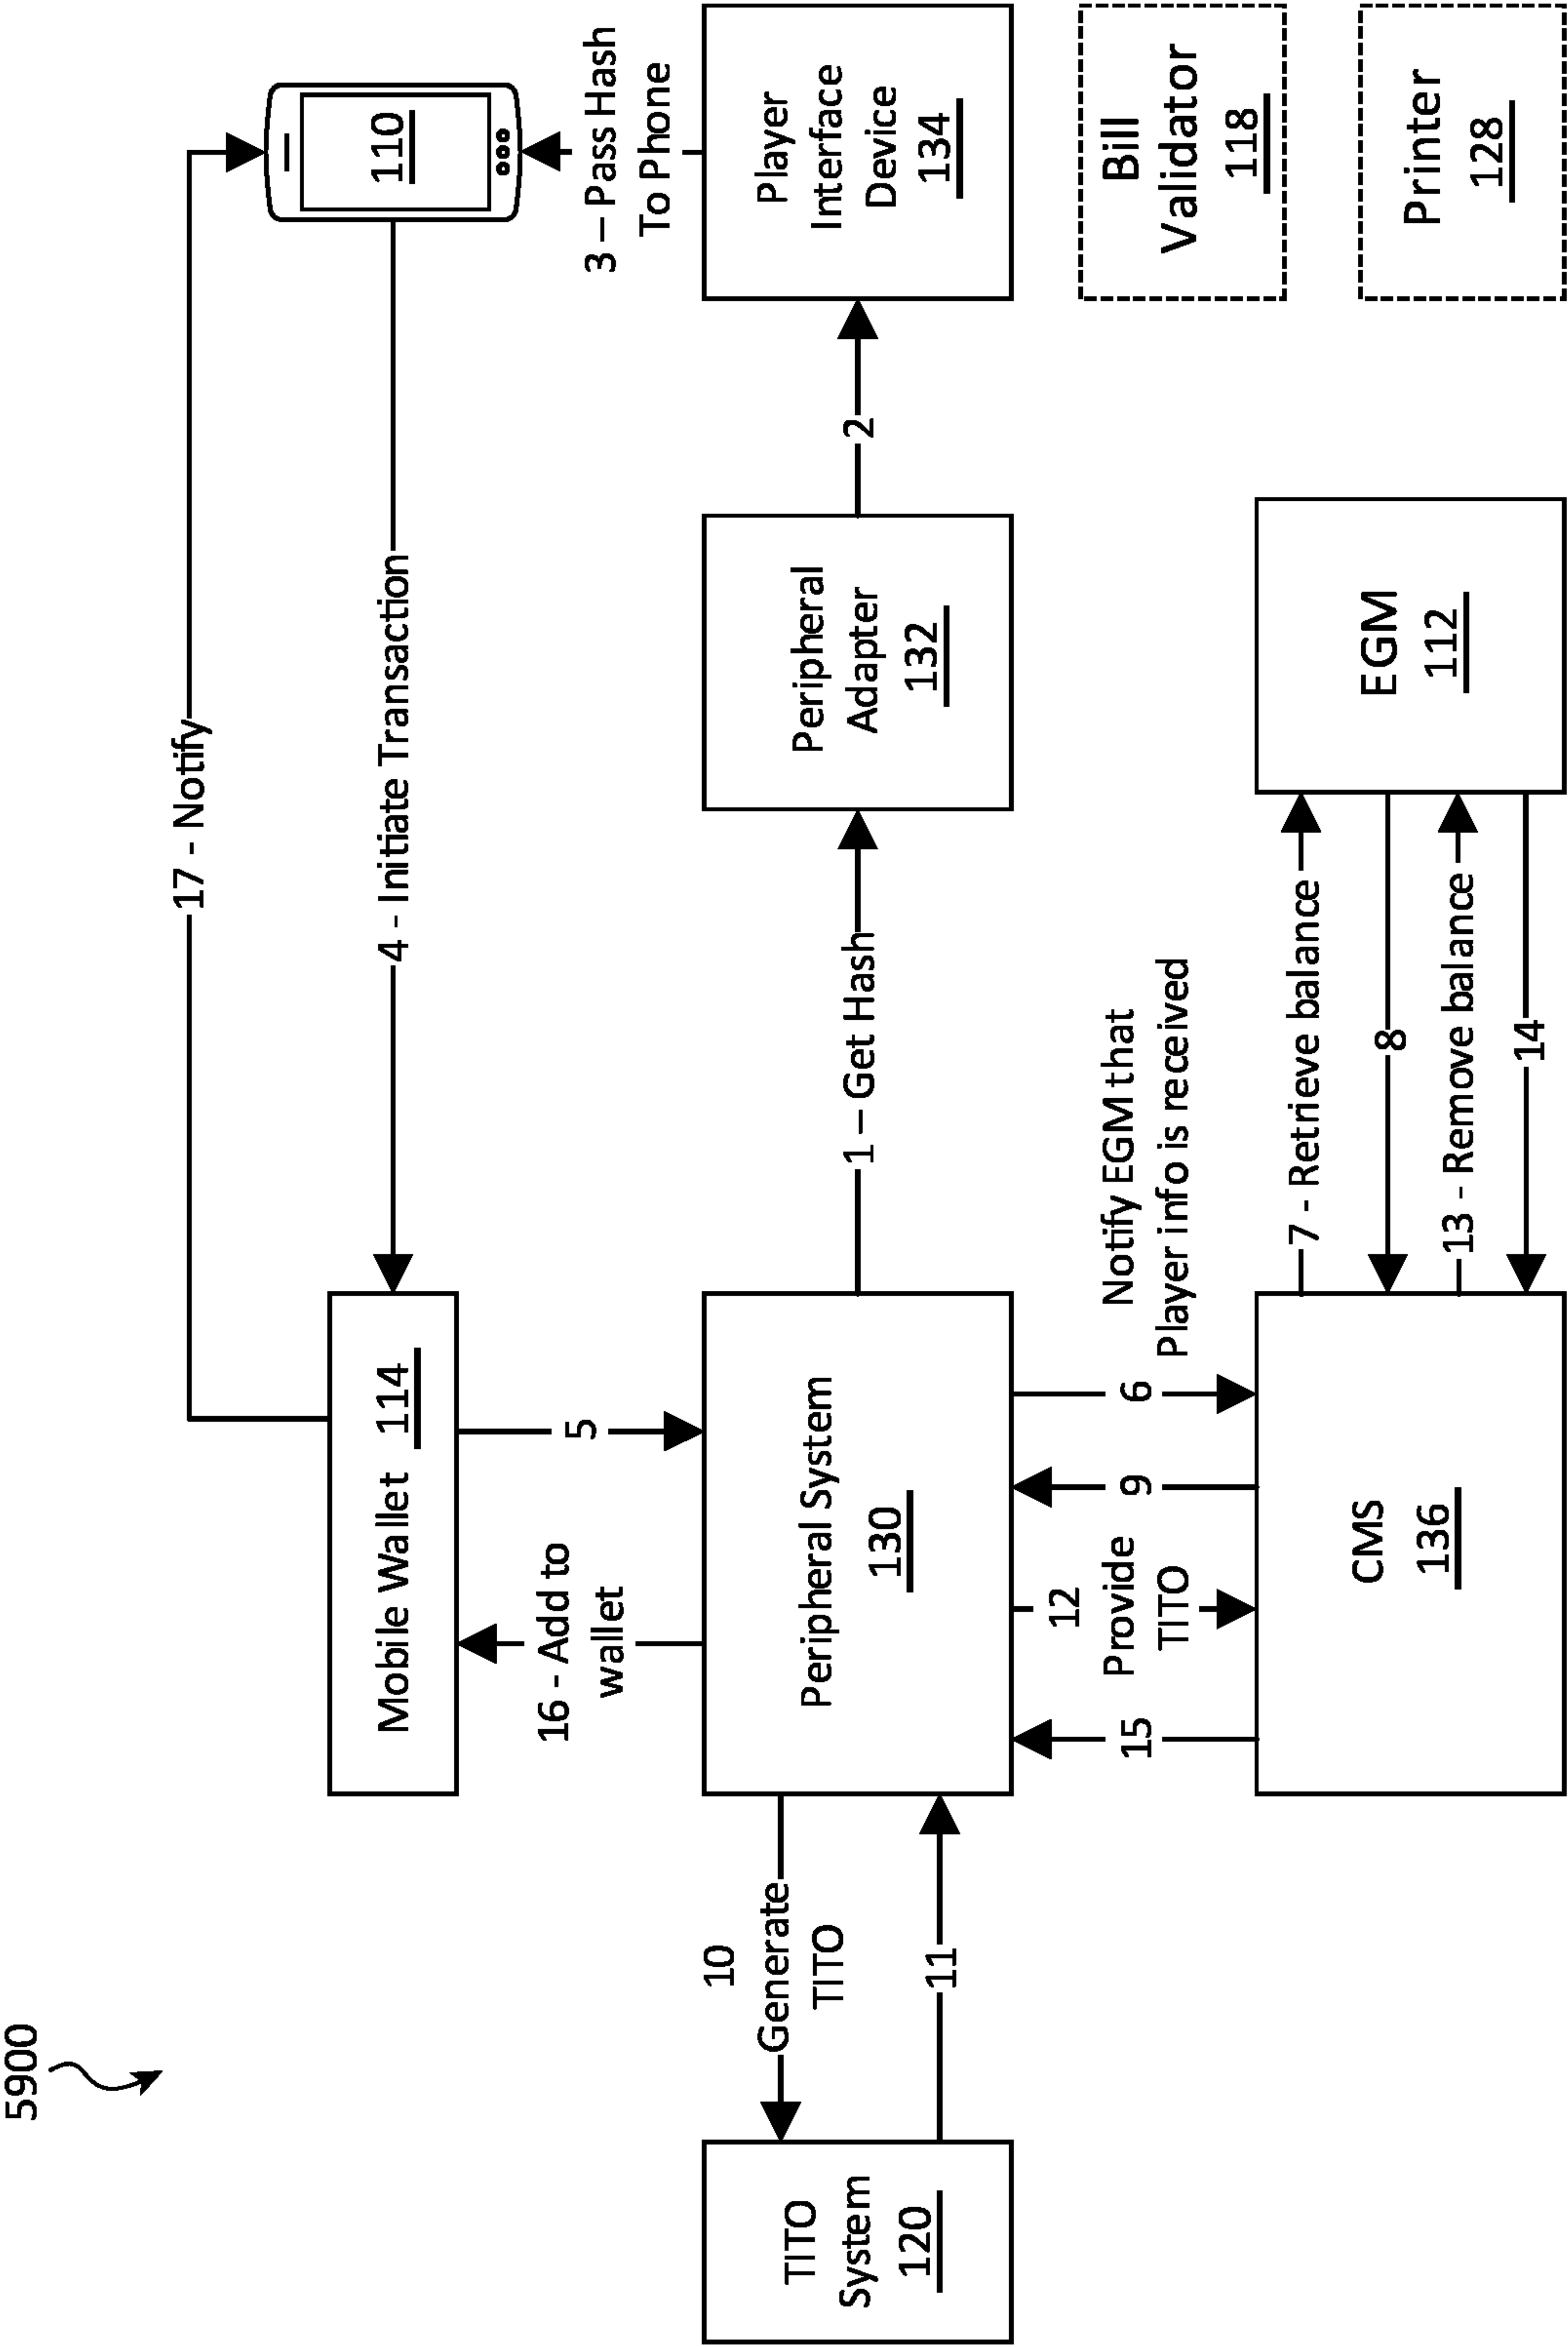 5900
17 - Notify
110
4 - Initiate Transaction
Mobile Wallet 114
3 – Pass Hash
To Phone
16 - Add to
wallet
5
TITO
System
120
10
Generate
TITO
11
Peripheral System
130
1 – Get Hash
Peripheral
Adapter
132
2
Player
Interface
Device
134
15
12
Provide
TITO
9
6
Notify EGM that
Player info is received
Bill
Validator
118
CMS
136
7 - Retrieve balance
8
13 - Remove balance
14
EGM
112
Printer
128